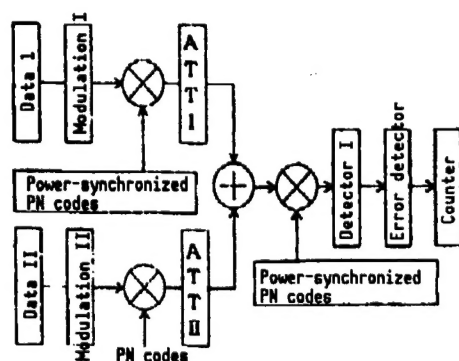 Data I
Modulation I
ATT I
Power-synchronized
PN codes
Detector I
Error detector
Counter
Data II
Modulation II
ATT II
PN codes
Power-synchronized
PN codes